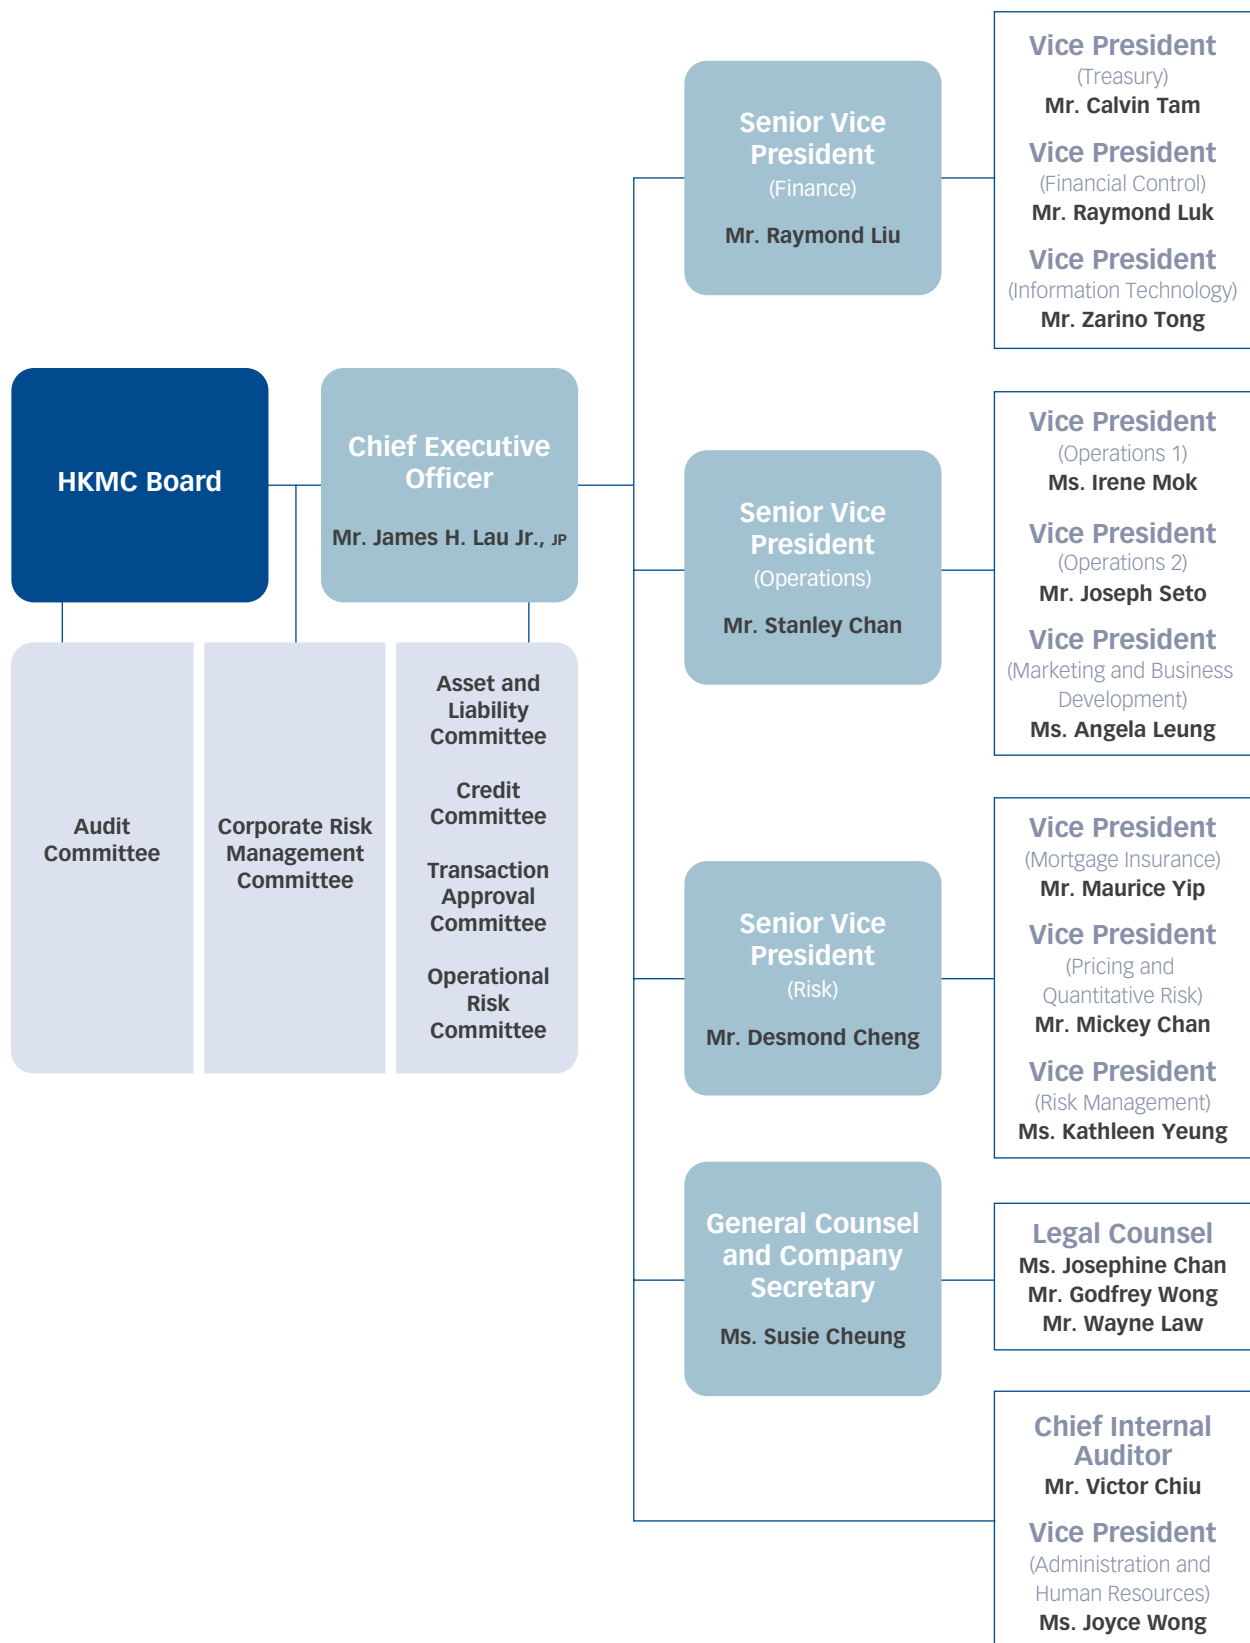 HKMC Board
Chief Executive
Officer
Mr. James H. Lau Jr., JP
Audit
Committee
Corporate Risk
Management
Committee
Asset and
Liability
Committee
Credit
Committee
Transaction
Approval
Committee
Operational
Risk
Committee
Senior Vice
President
(Finance)
Mr. Raymond Liu
Vice President
(Treasury)
Mr. Calvin Tam
Vice President
(Financial Control)
Mr. Raymond Luk
Vice President
(Information Technology)
Mr. Zarino Tong
Senior Vice
President
(Operations)
Mr. Stanley Chan
Vice President
(Operations 1)
Ms. Irene Mok
Vice President
(Operations 2)
Mr. Joseph Seto
Vice President
(Marketing and Business
Development)
Ms. Angela Leung
Senior Vice
President
(Risk)
Mr. Desmond Cheng
Vice President
(Mortgage Insurance)
Mr. Maurice Yip
Vice President
(Pricing and
Quantitative Risk)
Mr. Mickey Chan
Vice President
(Risk Management)
Ms. Kathleen Yeung
General Counsel
and Company
Secretary
Ms. Susie Cheung
Legal Counsel
Ms. Josephine Chan
Mr. Godfrey Wong
Mr. Wayne Law
Chief Internal
Auditor
Mr. Victor Chiu
Vice President
(Administration and
Human Resources)
Ms. Joyce Wong